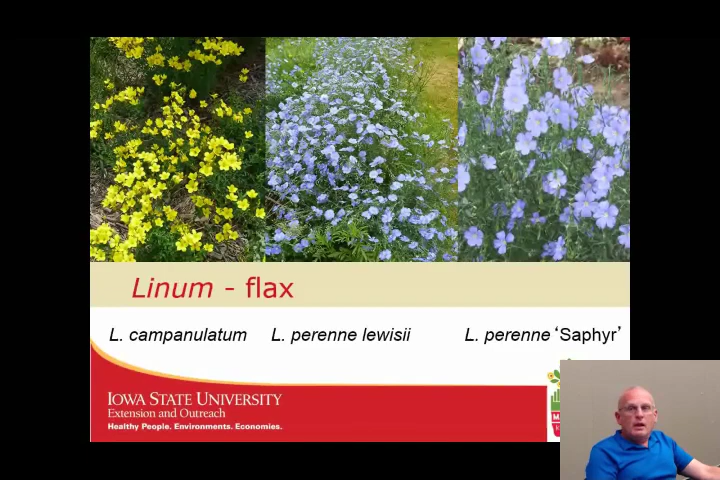 Linum - flax
L. campanulatum L. perenne lewisii L. perenne ‘Saphyr’
IOWA STATE UNIVERSITY
Extension and Outreach
Healthy People. Environments. Economies.